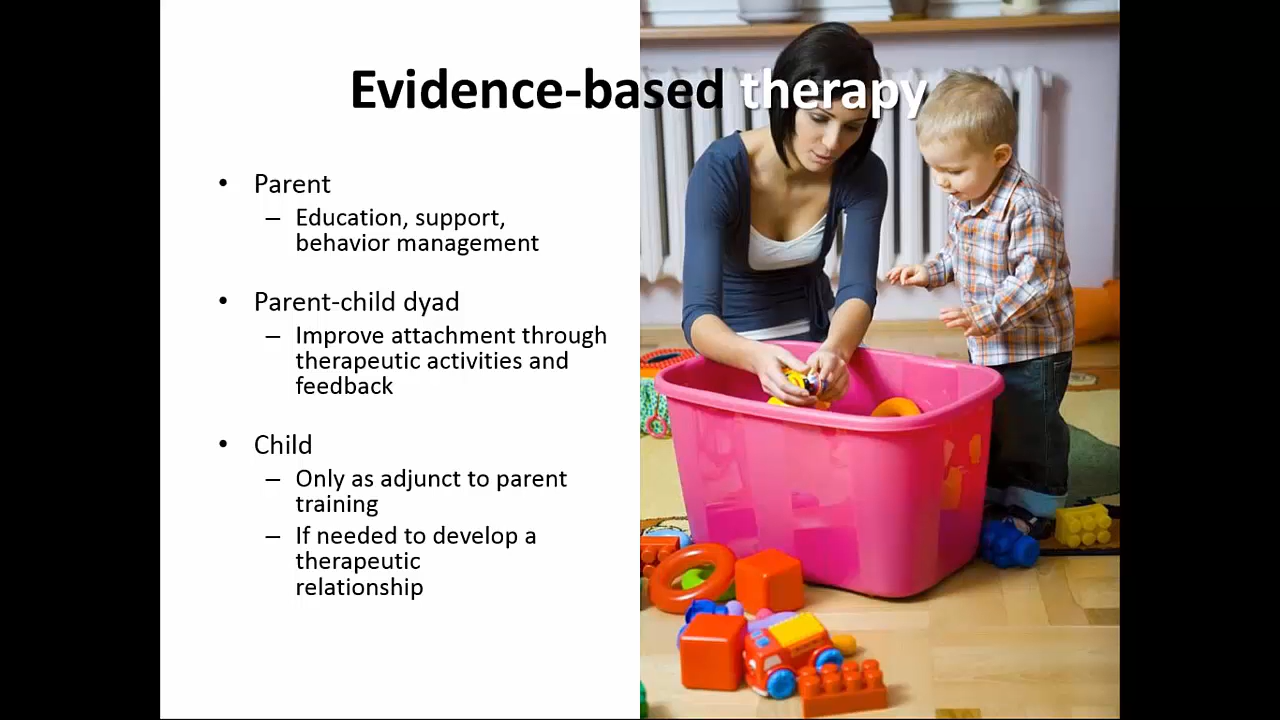 Evidence-based therapy
• Parent
– Education, support,
behavior management
• Parent-child dyad
– Improve attachment through
therapeutic activities and
feedback
• Child
– Only as adjunct to parent
training
– If needed to develop a
therapeutic
relationship